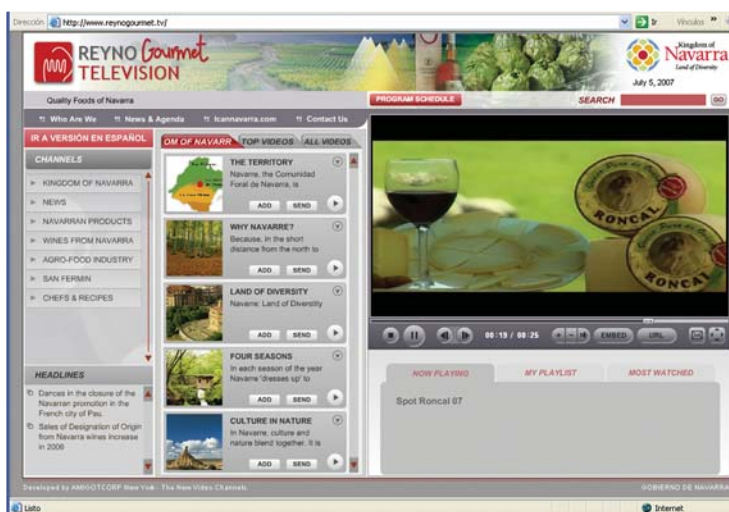 Dirección http://www.reynogourmet.tv/ Ir Vínculos »
REYNO Gourmet
TELEVISION
Kingdom of
Navarra
Land of Diversity
July 5, 2007
Quality Foods of Navarra
PROGRAM SCHEDULE
SEARCH
GO
Who Are We
News & Agenda
Icannavarra.com
Contact Us
IR A VERSIÓN EN ESPAÑOL
CHANNELS
KINGDOM OF NAVARRA
NEWS
NAVARRAN PRODUCTS
WINES FROM NAVARRA
AGRO-FOOD INDUSTRY
SAN FERMIN
CHEFS & RECIPES
HEADLINES
Dances in the closure of the
Navarran promotion in the
French city of Pau.
Sales of Designation of Origin
from Navarra wines increase
in 2006
OM OF NAVARR
TOP VIDEOS
ALL VIDEOS
THE TERRITORY
Navarre, the Comunidad
Foral de Navarra, is
ADD SEND
WHY NAVARRE?
Because, in the short
distance from the north to
ADD SEND
LAND OF DIVERSITY
Navarre: Land of Diversitiy
ADD SEND
FOUR SEASONS
In each season of the year
Navarre 'dresses up' to
ADD SEND
CULTURE IN NATURE
In Navarre, culture and
nature blend together. It is
ADD SEND
RONCAL
RONCAL
00:19 / 00:25
EMBED
URL
NOW PLAYING
MY PLAYLIST
MOST WATCHED
Spot Roncal 07
Developed by AMIGOTCORP New York - The New Video Channels.
GOBIERNO DE NAVARRA
Listo
Internet